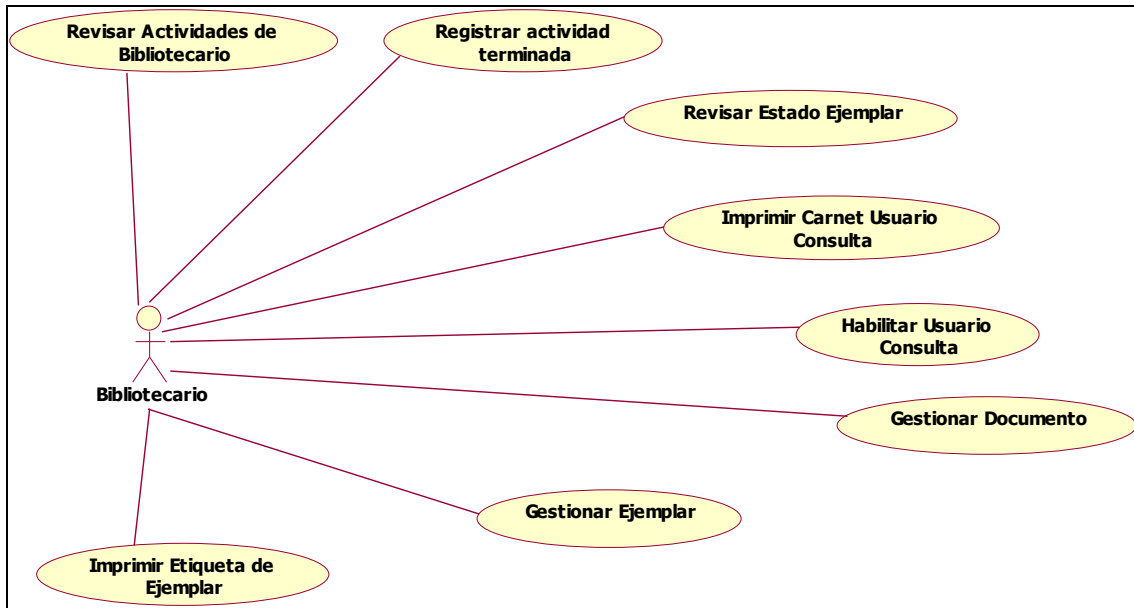 Revisar Actividades de
Bibliotecario
Registrar actividad
terminada
Revisar Estado Ejemplar
Imprimir Carnet Usuario
Consulta
Habilitar Usuario
Consulta
Bibliotecario
Gestionar Documento
Gestionar Ejemplar
Imprimir Etiqueta de
Ejemplar